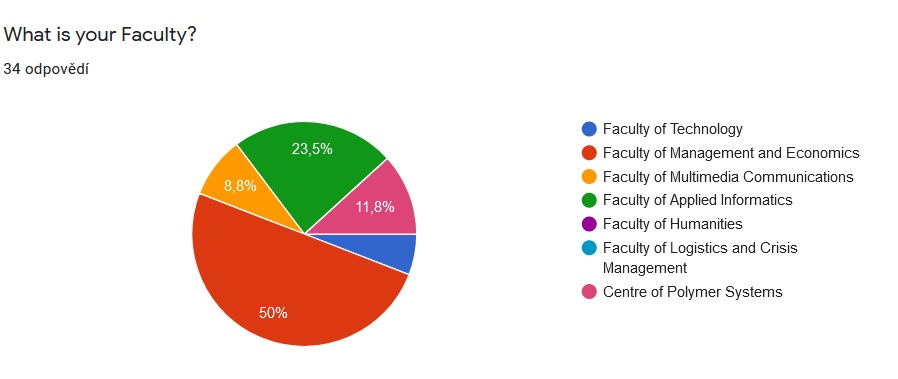 What is your Faculty?
34 odpovědí
23,5%
8,8%
11,8%
50%
Faculty of Technology
Faculty of Management and Economics
Faculty of Multimedia Communications
Faculty of Applied Informatics
Faculty of Humanities
Faculty of Logistics and Crisis
Management
Centre of Polymer Systems